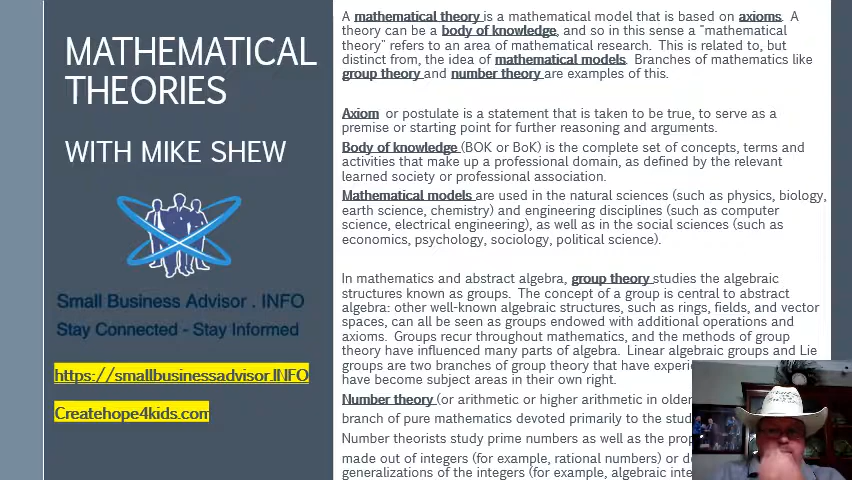 MATHEMATICAL
THEORIES
WITH MIKE SHEW
Small Business Advisor . INFO
Stay Connected - Stay Informed
https://smallbusinessadvisor.INFO
Createhope4kids.com
A mathematical theory is a mathematical model that is based on axioms. A
theory can be a body of knowledge, and so in this sense a "mathematical
theory" refers to an area of mathematical research. This is related to, but
distinct from, the idea of mathematical models. Branches of mathematics like
group theory and number theory are examples of this.
Axiom or postulate is a statement that is taken to be true, to serve as a
premise or starting point for further reasoning and arguments.
Body of knowledge (BOK or BoK) is the complete set of concepts, terms and
activities that make up a professional domain, as defined by the relevant
learned society or professional association.
Mathematical models are used in the natural sciences (such as physics, biology,
earth science, chemistry) and engineering disciplines (such as computer
science, electrical engineering), as well as in the social sciences (such as
economics, psychology, sociology, political science).
In mathematics and abstract algebra, group theory studies the algebraic
structures known as groups. The concept of a group is central to abstract
algebra: other well-known algebraic structures, such as rings, fields, and vector
spaces, can all be seen as groups endowed with additional operations and
axioms. Groups recur throughout mathematics, and the methods of group
theory have influenced many parts of algebra. Linear algebraic groups and Lie
groups are two branches of group theory that have
have become subject areas in their own right.
Number theory (or arithmetic or higher arithmetic in
branch of pure mathematics devoted primarily to the
Number theorists study prime numbers as well as the
made out of integers (for example, rational numbers) or
generalizations of the integers (for example, algebraic